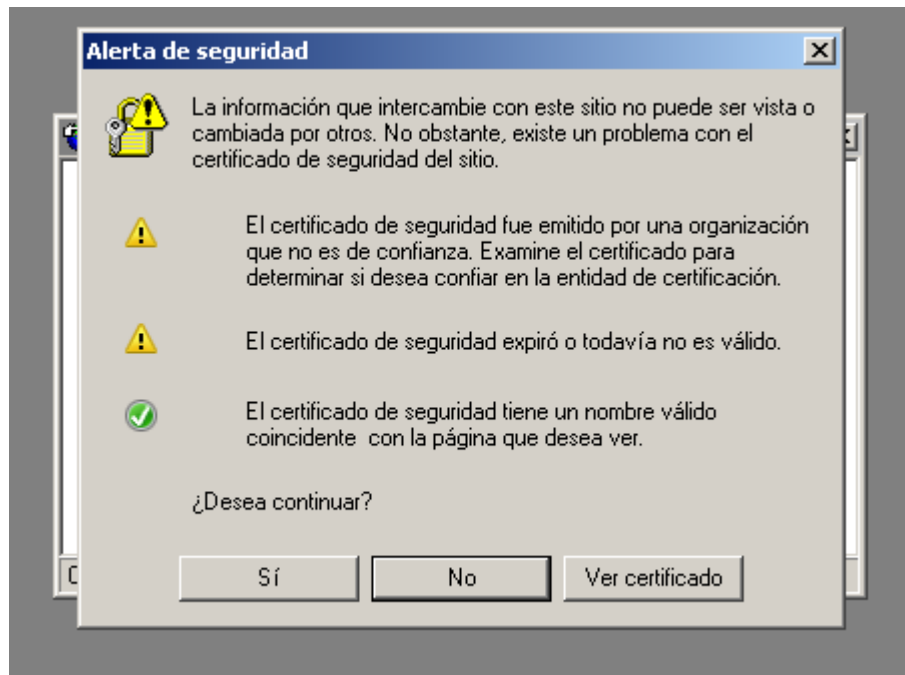 Alerta de seguridad
La información que intercambie con este sitio no puede ser vista o
cambiada por otros. No obstante, existe un problema con el
certificado de seguridad del sitio.
El certificado de seguridad fue emitido por una organización
que no es de confianza. Examine el certificado para
determinar si desea confiar en la entidad de certificación.
El certificado de seguridad expiró o todavía no es válido.
El certificado de seguridad tiene un nombre válido
coincidente  con la página que desea ver.
¿Desea continuar?
Sí
No
Ver certificado